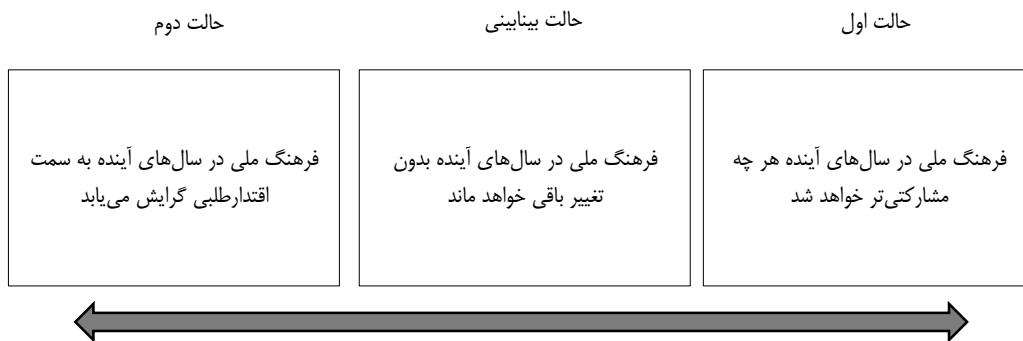 حالت اول
حالت بینابینی
حالت دوم
فرهنگ ملی در سال‌های آینده هر چه
مشارکتی‌تر خواهد شد
فرهنگ ملی در سال‌های آینده بدون
تغییر باقی خواهد ماند
فرهنگ ملی در سال‌های آینده به سمت
اقتدارطلبی گرایش می‌یابد